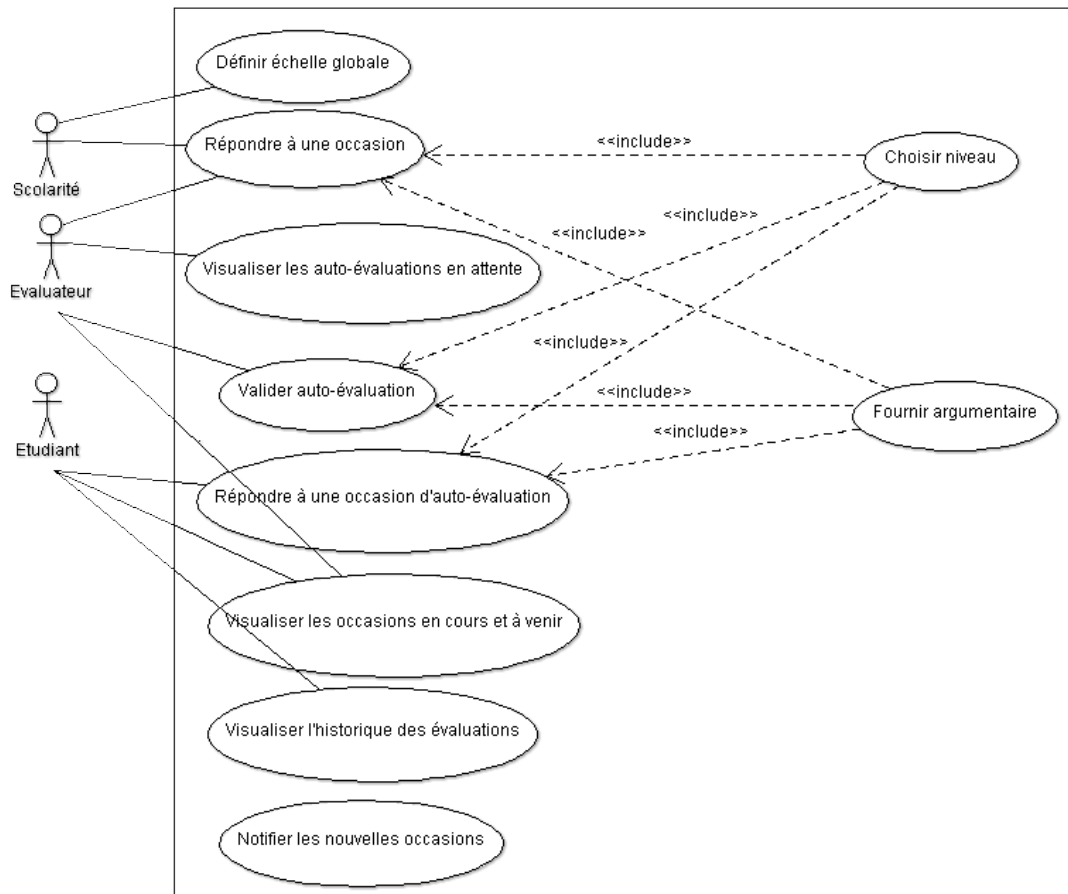 Définir échelle globale
Répondre à une occasion
<<include>>
Choisir niveau
Scolarité
<<include>>
<<include>>
Evaluateur
Visualiser les auto-évaluations en attente
<<include>>
Valider auto-évaluation
<<include>>
Fournir argumentaire
<<include>>
Etudiant
Répondre à une occasion d'auto-évaluation
Visualiser les occasions en cours et à venir
Visualiser l'historique des évaluations
Notifier les nouvelles occasions